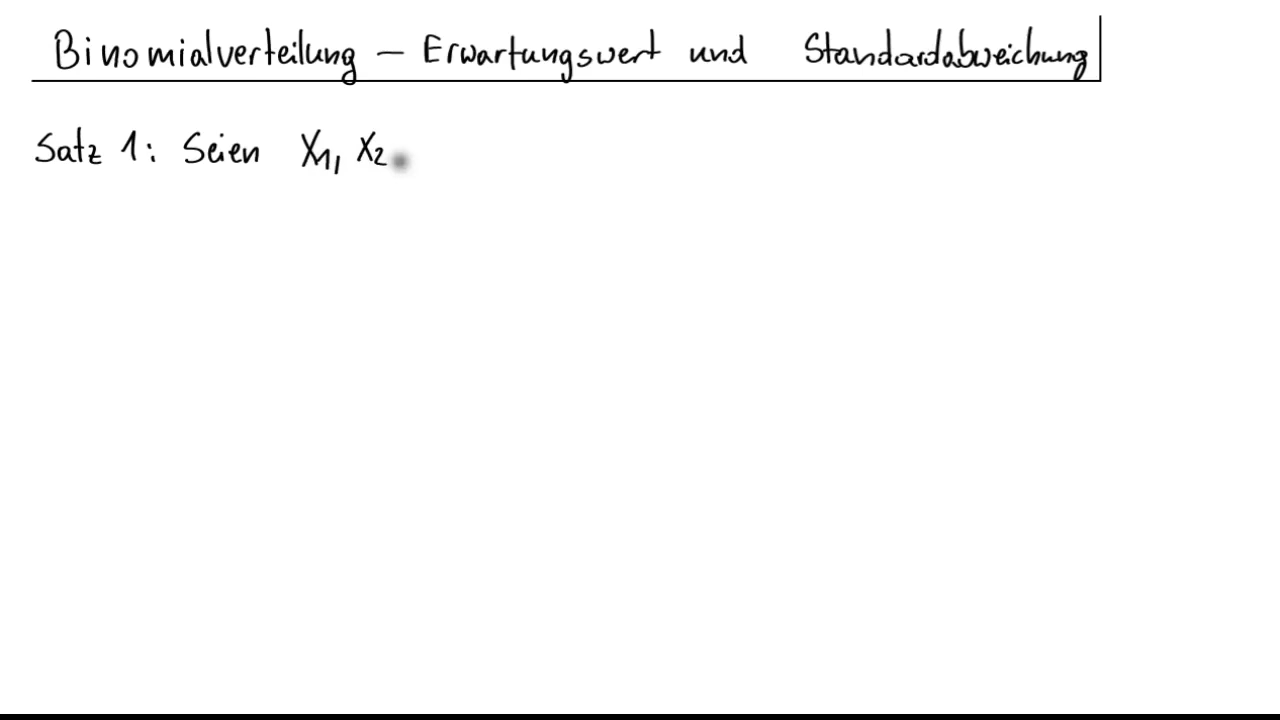 Binomialverteilung – Erwartungswert und Standardabweichung
Satz 1: Seien X₁, X₂